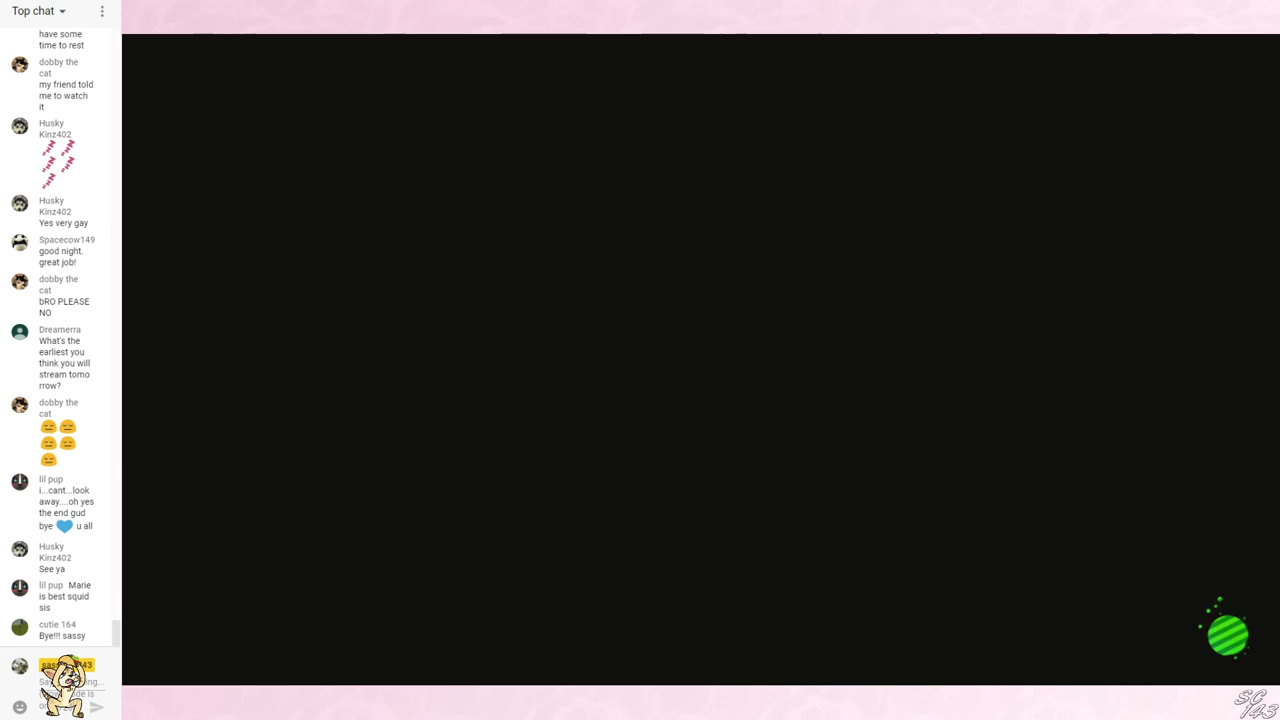 Top chat
have some
time to rest
dobby the
cat
my friend told
me to watch
it
Husky
Kinz402
Husky
Kinz402
Yes very gay
Spacecow149
good night.
great job!
dobby the
cat
bRO PLEASE
NO
Dreamerra
What's the
earliest you
think you will
stream tomo
rrow?
dobby the
cat
lil pup
i...cant...look
away....oh yes
the end gud
bye 💙 u all
Husky
Kinz402
See ya
lil pup Marie
is best squid
sis
cutie 164
Bye!!! sassy
SC
143